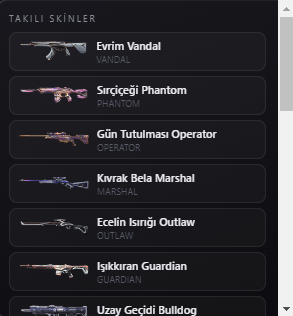 TAKILI SKİNLER
Evrim Vandal
VANDAL
Sırçiçeği Phantom
PHANTOM
Gün Tutulması Operator
OPERATOR
Kıvrak Bela Marshal
MARSHAL
Ecelin Isırığı Outlaw
OUTLAW
Işıkkıran Guardian
GUARDIAN
Uzay Geçidi Bulldog